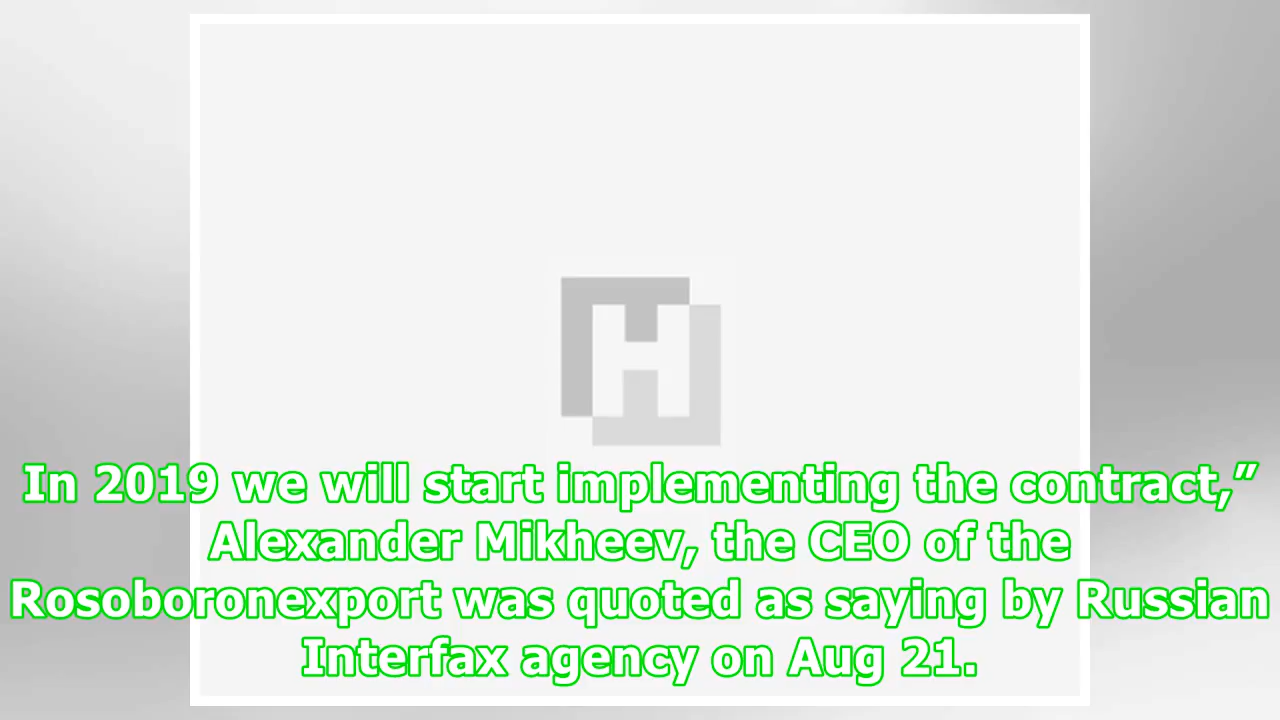 H
In 2019 we will start implementing the contract,”
Alexander Mikheev, the CEO of the
Rosoboronexport was quoted as saying by Russian
Interfax agency on Aug 21.